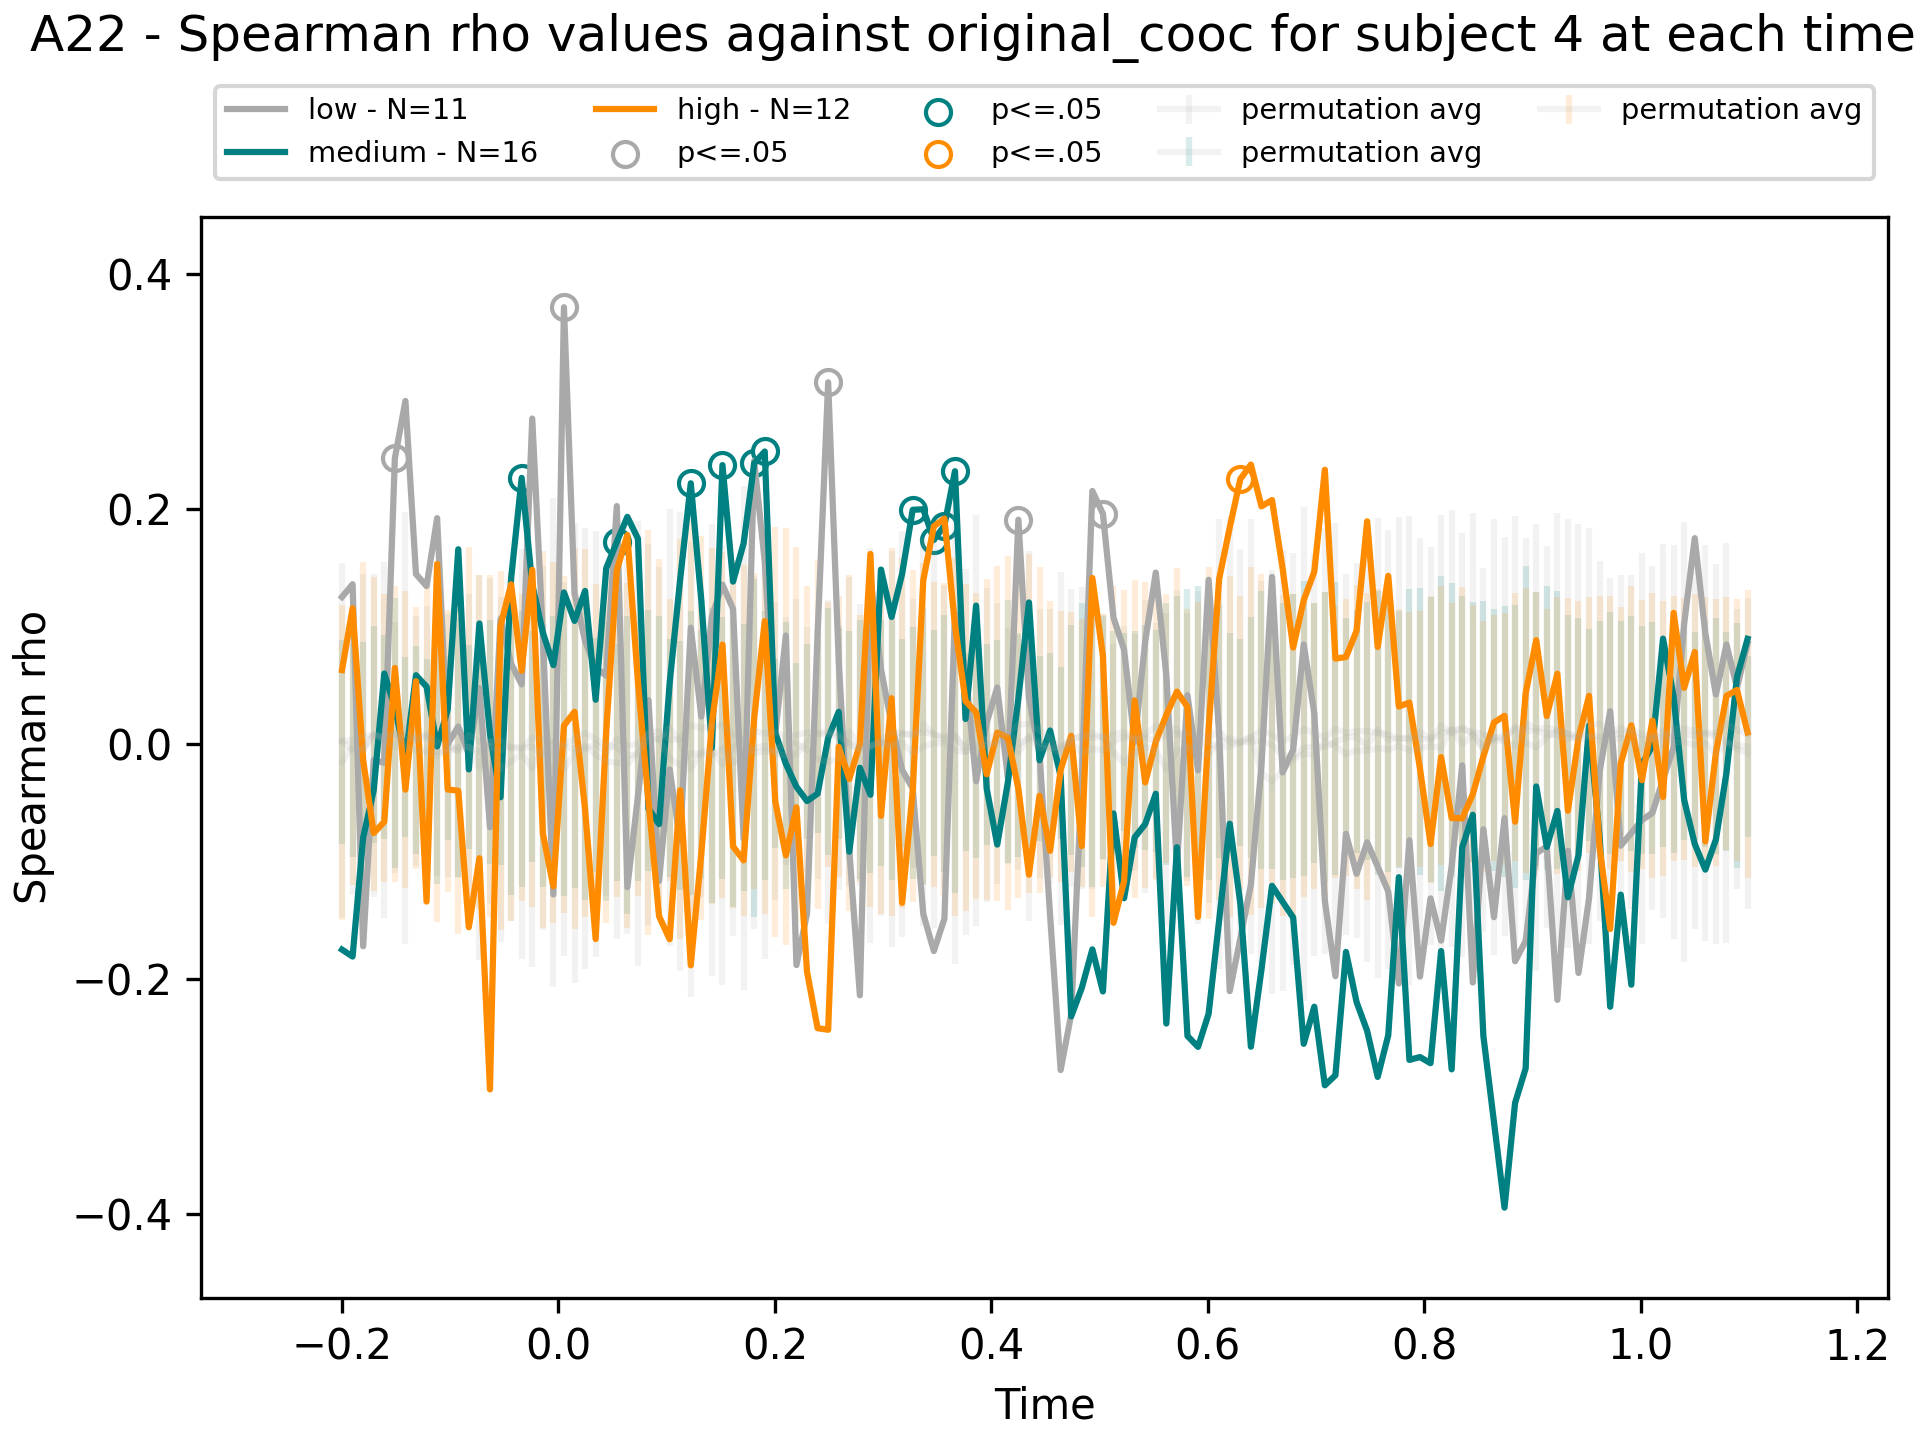 A22 - Spearman rho values against original_cooc for subject 4 at each time
low - N=11
medium - N=16
high - N=12
p<=.05
p<=.05
p<=.05
permutation avg
permutation avg
permutation avg
Spearman rho
0.4
0.2
0.0
−0.2
−0.4
−0.2
0.0
0.2
0.4
0.6
0.8
1.0
1.2
Time